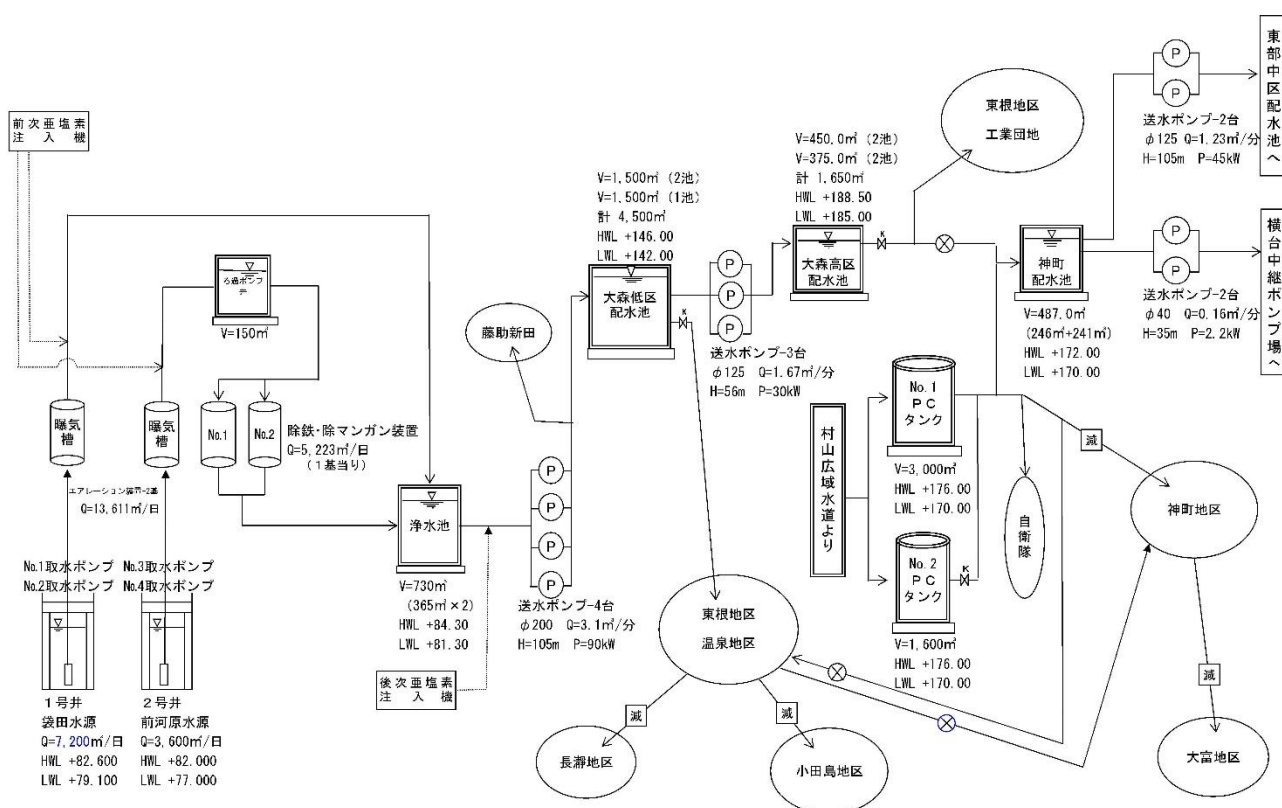 前次亜塩素
注入機
ろ過ポンプ
V=150㎥
曝気
槽
曝気
槽
No.1
No.2
除鉄・除マンガン装置
Q=5,223㎥/日
(1基当り)
エアレーション装置-2基
Q=13,611㎥/日
No.1取水ポンプ
No.2取水ポンプ
No.3取水ポンプ
No.4取水ポンプ
1号井
袋田水源
Q=7,200㎥/日
HWL +82.600
LWL +79.100
2号井
前河原水源
Q=3,600㎥/日
HWL +82.000
LWL +77.000
浄水池
V=730㎥
(365㎥×2)
HWL +84.30
LWL +81.30
後次亜塩素
注入機
P
P
P
P
送水ポンプ-4台
φ200 Q=3.1㎥/分
H=105m P=90kW
藤助新田
V=1,500㎥ (2池)
V=1,500㎥ (1池)
計 4,500㎥
HWL +146.00
LWL +142.00
大森低区
配水池
K
P
P
P
送水ポンプ-3台
φ125 Q=1.67㎥/分
H=56m P=30kW
V=450.0㎥ (2池)
V=375.0㎥ (2池)
計 1,650㎥
HWL +188.50
LWL +185.00
大森高区
配水池
K
東根地区
工業団地
神町
配水池
V=487.0㎥
(246㎥+241㎥)
HWL +172.00
LWL +170.00
P
P
送水ポンプ-2台
φ125 Q=1.23㎥/分
H=105m P=45kW
東部中区配水池へ
P
P
送水ポンプ-2台
φ40 Q=0.16㎥/分
H=35m P=2.2kW
横台中継ポンプ場へ
村山広域水道より
No.1
PC
タンク
V=3,000㎥
HWL +176.00
LWL +170.00
No.2
PC
タンク
K
V=1,600㎥
HWL +176.00
LWL +170.00
自衛隊
減
神町地区
減
大富地区
東根地区
温泉地区
減
長瀞地区
減
小田島地区